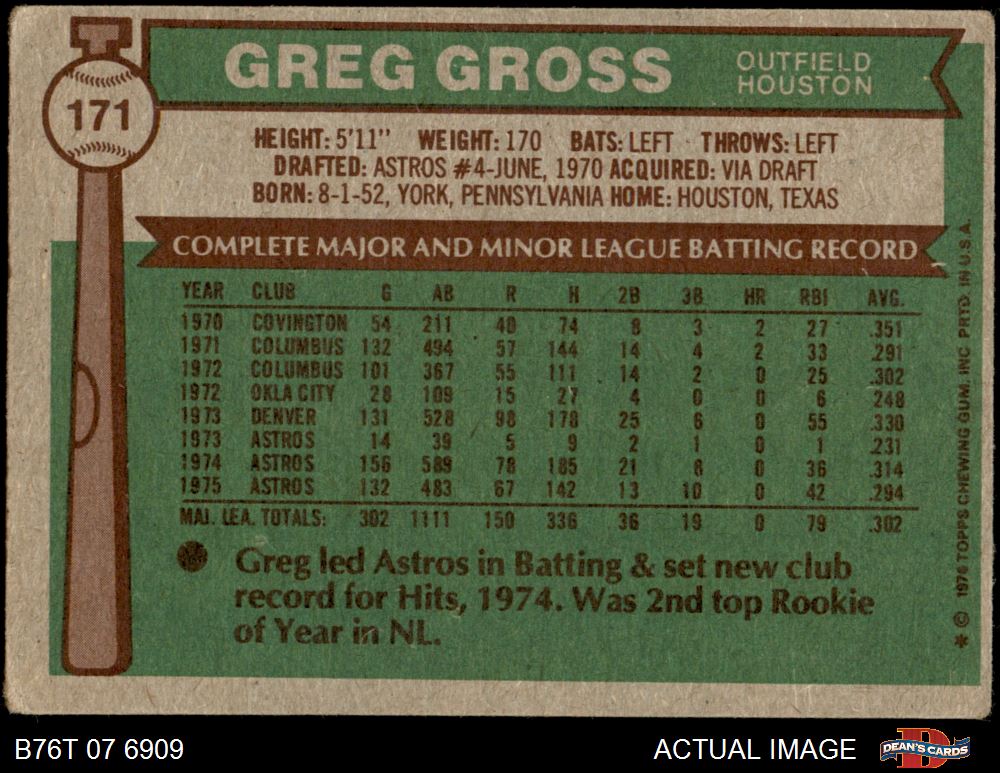 171
GREG GROSS
OUTFIELD
HOUSTON
HEIGHT: 5'11" WEIGHT: 170 BATS: LEFT · THROWS: LEFT
DRAFTED: ASTROS #4-JUNE, 1970 ACQUIRED: VIA DRAFT
BORN: 8-1-52, YORK, PENNSYLVANIA HOME: HOUSTON, TEXAS
COMPLETE MAJOR AND MINOR LEAGUE BATTING RECORD
YEAR CLUB G AB R H 2B 3B HR RBI AVG.
1970 COVINGTON 54 211 40 74 8 3 2 27 .351
1971 COLUMBUS 132 494 57 144 14 4 2 33 .291
1972 COLUMBUS 101 367 55 111 14 2 0 25 .302
1972 OKLA CITY 28 109 15 27 4 0 0 6 .248
1973 DENVER 131 528 98 178 25 6 0 55 .330
1973 ASTROS 14 39 5 9 2 1 0 1 .231
1974 ASTROS 156 589 78 185 21 8 0 36 .314
1975 ASTROS 132 483 67 142 13 10 0 42 .294
MAJ. LEA. TOTALS: 302 1111 150 336 36 19 0 79 .302
Greg led Astros in Batting & set new club
record for Hits, 1974. Was 2nd top Rookie
of Year in NL.
* © 1976 TOPPS CHEWING GUM, INC PRTD. IN U.S.A.
B76T 07 6909
ACTUAL IMAGE
DEAN'S CARDS